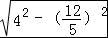 √(4² − (12/5)²)